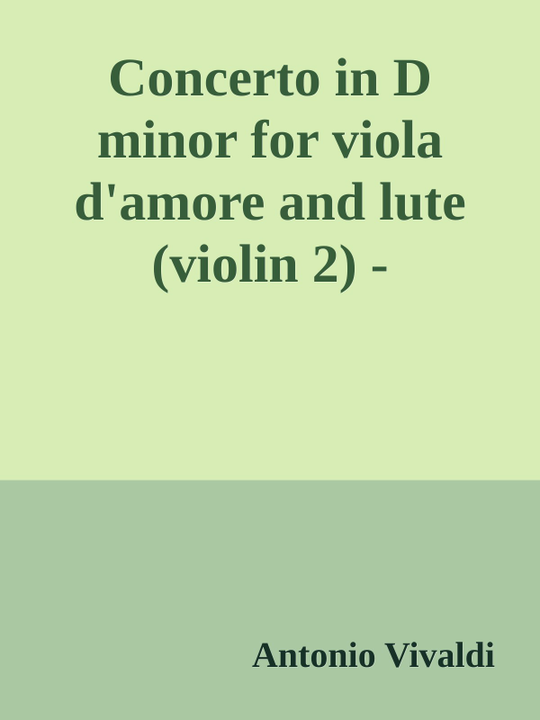 Concerto in D
minor for viola
d'amore and lute
(violin 2) -
Antonio Vivaldi